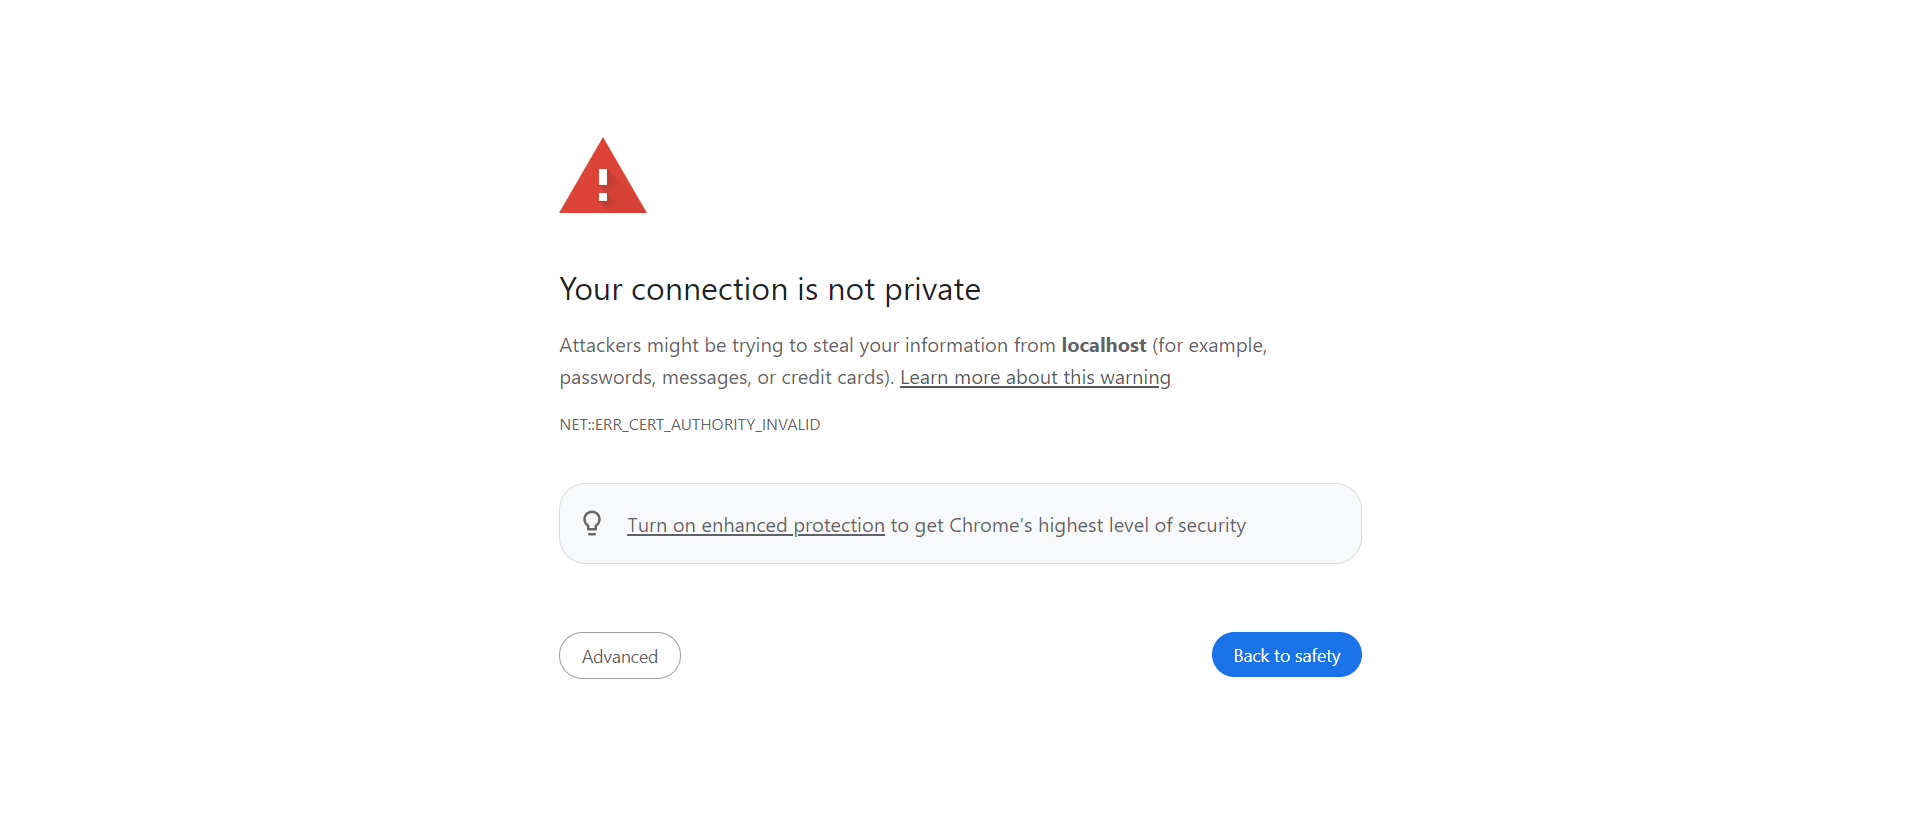 Your connection is not private
Attackers might be trying to steal your information from localhost (for example,
passwords, messages, or credit cards). Learn more about this warning
NET::ERR_CERT_AUTHORITY_INVALID
Turn on enhanced protection to get Chrome's highest level of security
Advanced
Back to safety